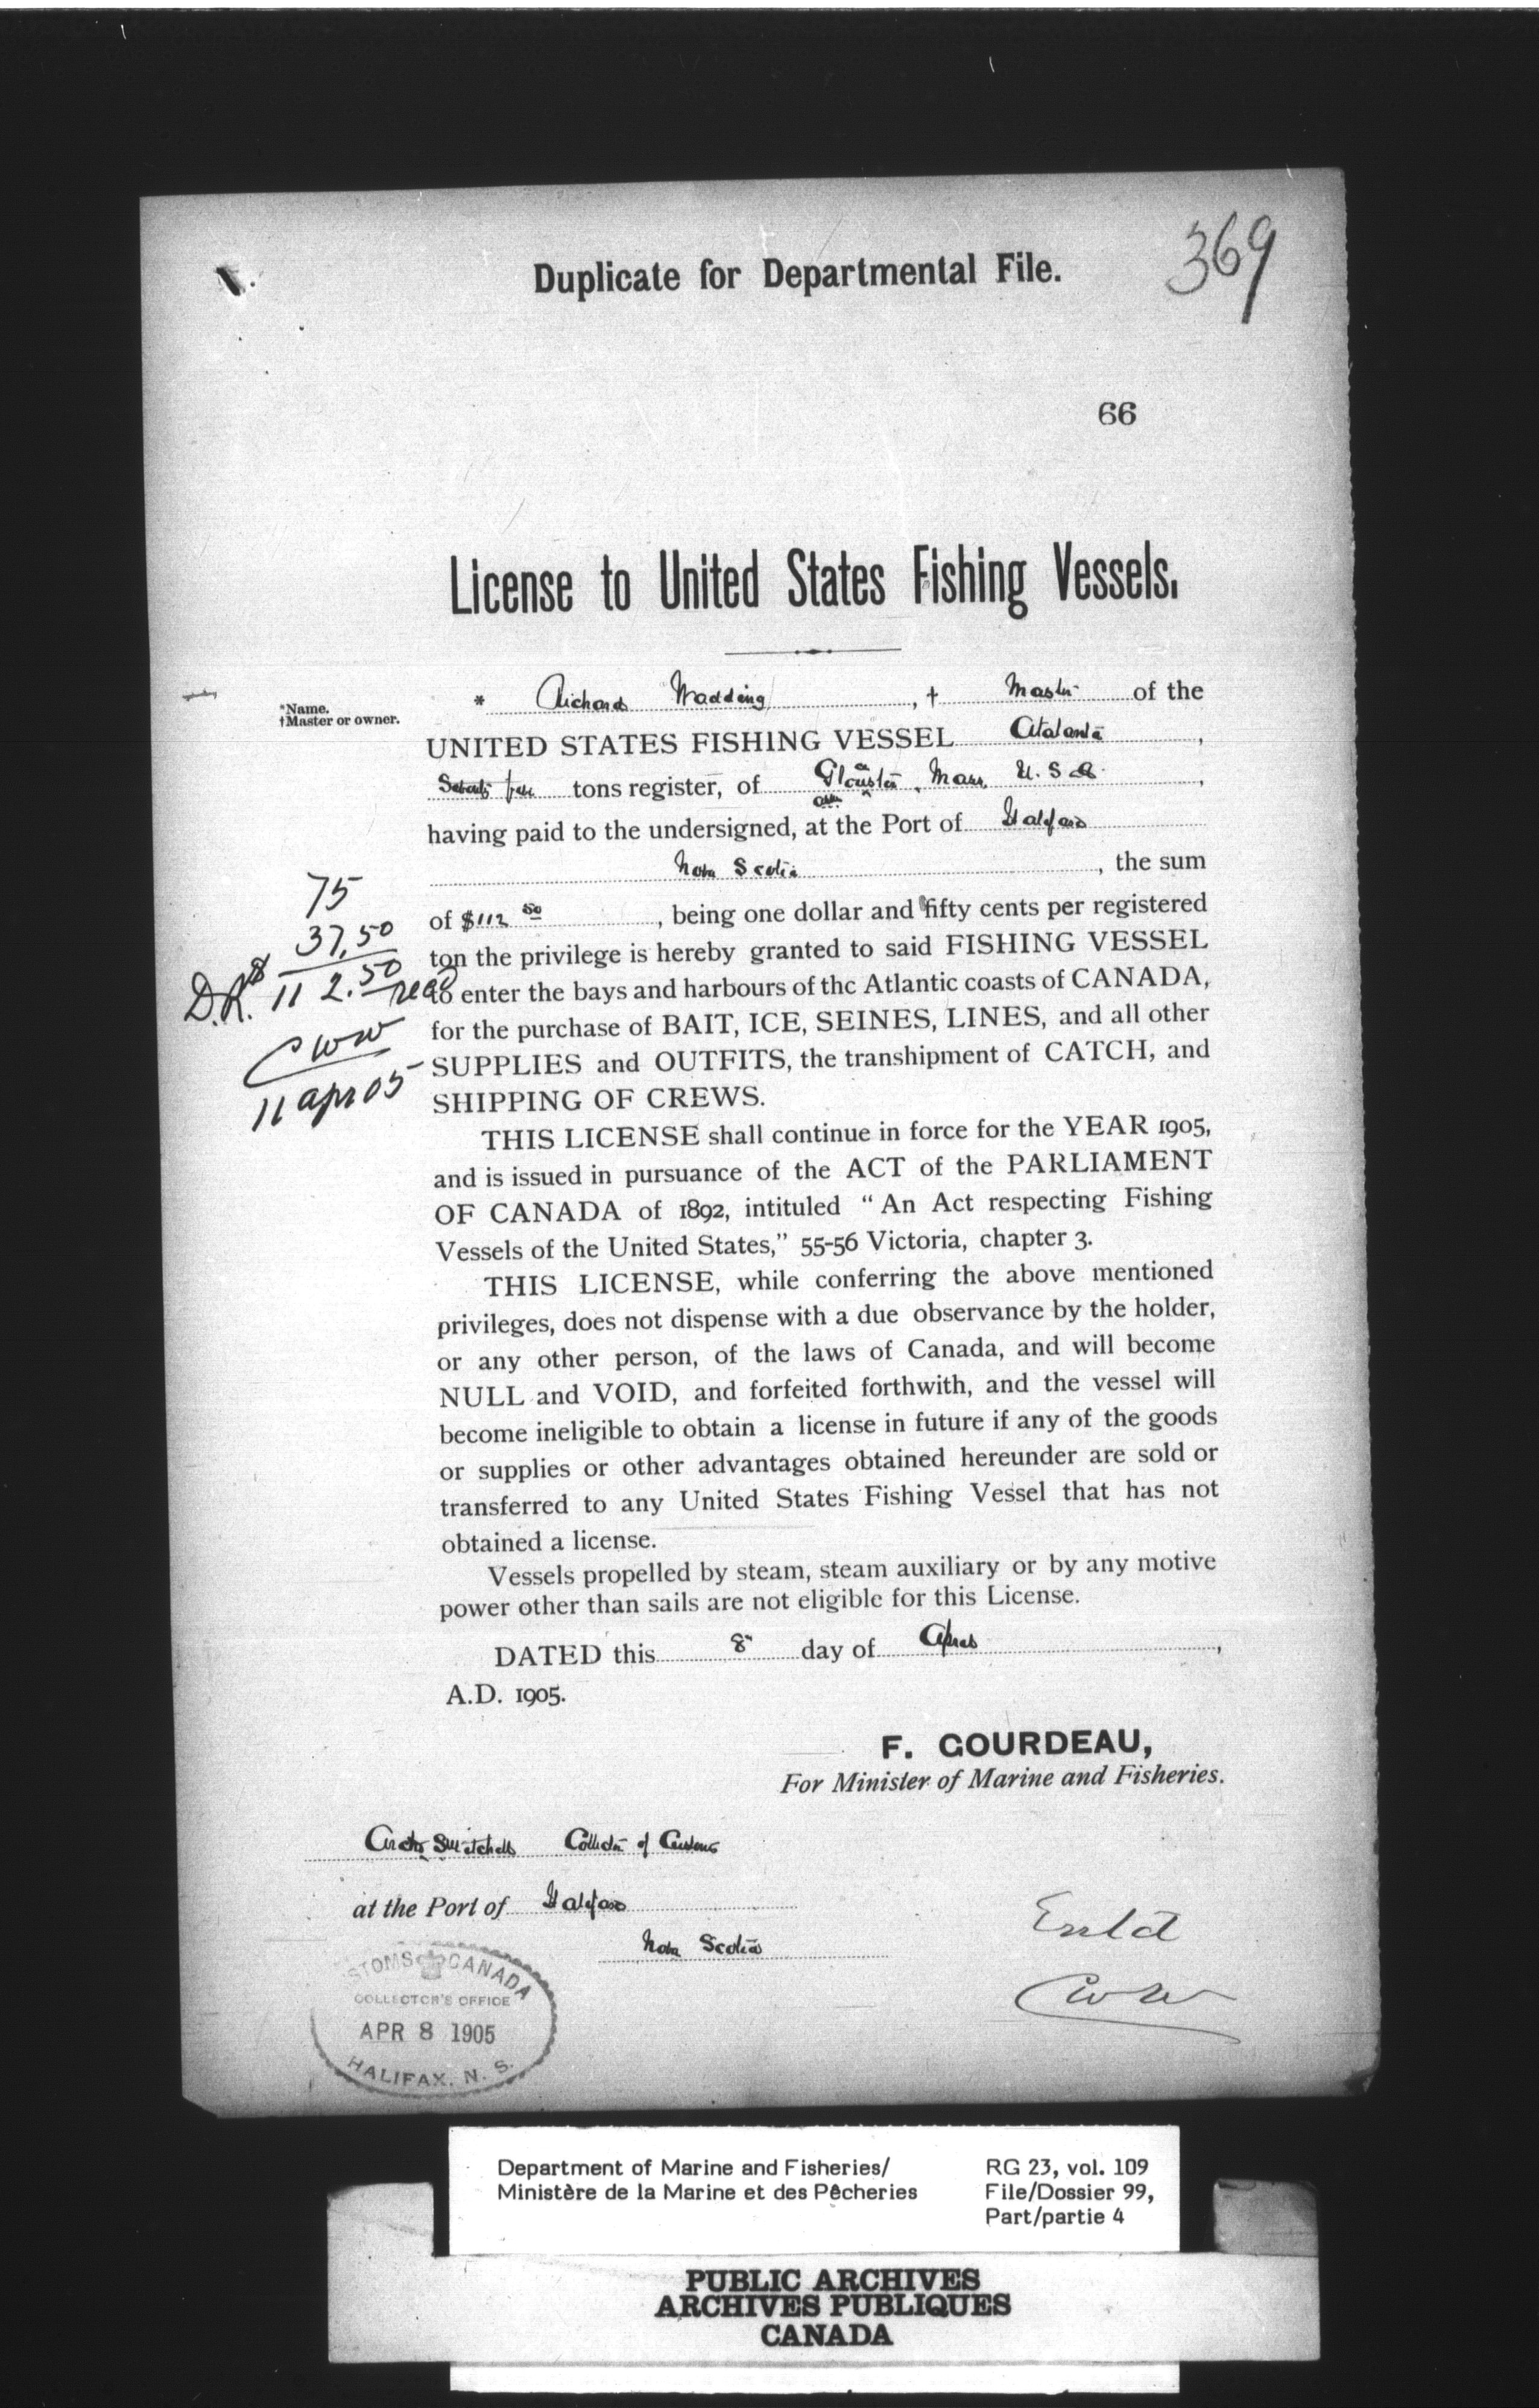 Duplicate for Departmental File.
369
66
License to United States Fishing Vessels.
*Name.
†Master or owner.
* Richard Wadding, † Master of the
UNITED STATES FISHING VESSEL Atalanta,
Seventy five tons register, of Gloucester, Mass, U. S. A.,
having paid to the undersigned, at the Port of Halifax
Nova Scotia, the sum
of $112 50, being one dollar and fifty cents per registered
ton the privilege is hereby granted to said FISHING VESSEL
to enter the bays and harbours of the Atlantic coasts of CANADA,
for the purchase of BAIT, ICE, SEINES, LINES, and all other
SUPPLIES and OUTFITS, the transhipment of CATCH, and
SHIPPING OF CREWS.
75
37.50
D.R. $112.50 recd
CWW
11 apr 05
THIS LICENSE shall continue in force for the YEAR 1905,
and is issued in pursuance of the ACT of the PARLIAMENT
OF CANADA of 1892, intituled “An Act respecting Fishing
Vessels of the United States,” 55-56 Victoria, chapter 3.
THIS LICENSE, while conferring the above mentioned
privileges, does not dispense with a due observance by the holder,
or any other person, of the laws of Canada, and will become
NULL and VOID, and forfeited forthwith, and the vessel will
become ineligible to obtain a license in future if any of the goods
or supplies or other advantages obtained hereunder are sold or
transferred to any United States Fishing Vessel that has not
obtained a license.
Vessels propelled by steam, steam auxiliary or by any motive
power other than sails are not eligible for this License.
DATED this 8" day of April,
A.D. 1905.
F. GOURDEAU,
For Minister of Marine and Fisheries.
Collector of Customs
at the Port of Halifax
Nova Scotia
Entd
CWW
CUSTOMS CANADA
COLLECTOR'S OFFICE
APR 8 1905
HALIFAX, N. S.
Department of Marine and Fisheries/
Ministère de la Marine et des Pêcheries
RG 23, vol. 109
File/Dossier 99,
Part/partie 4
PUBLIC ARCHIVES
ARCHIVES PUBLIQUES
CANADA